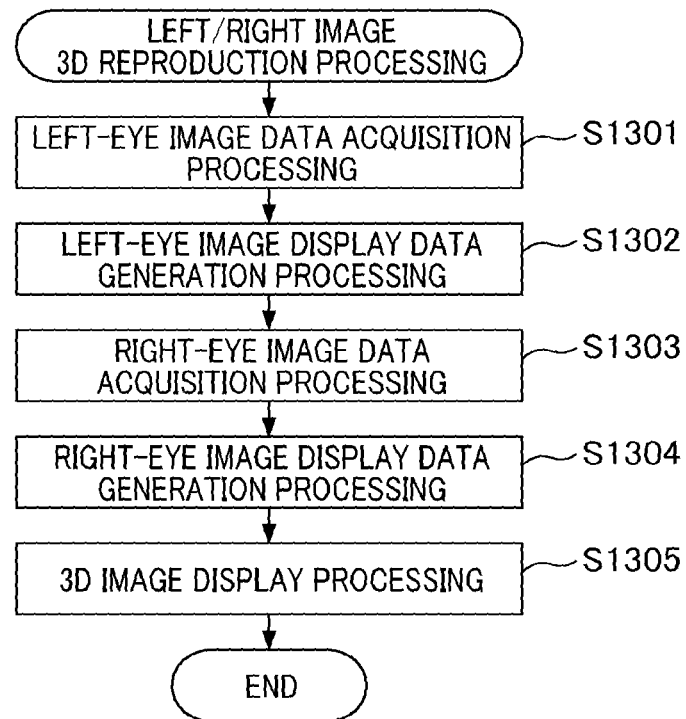 LEFT/RIGHT IMAGE
3D REPRODUCTION PROCESSING
LEFT-EYE IMAGE DATA ACQUISITION
PROCESSING
S1301
LEFT-EYE IMAGE DISPLAY DATA
GENERATION PROCESSING
S1302
RIGHT-EYE IMAGE DATA
ACQUISITION PROCESSING
S1303
RIGHT-EYE IMAGE DISPLAY DATA
GENERATION PROCESSING
S1304
3D IMAGE DISPLAY PROCESSING
S1305
END